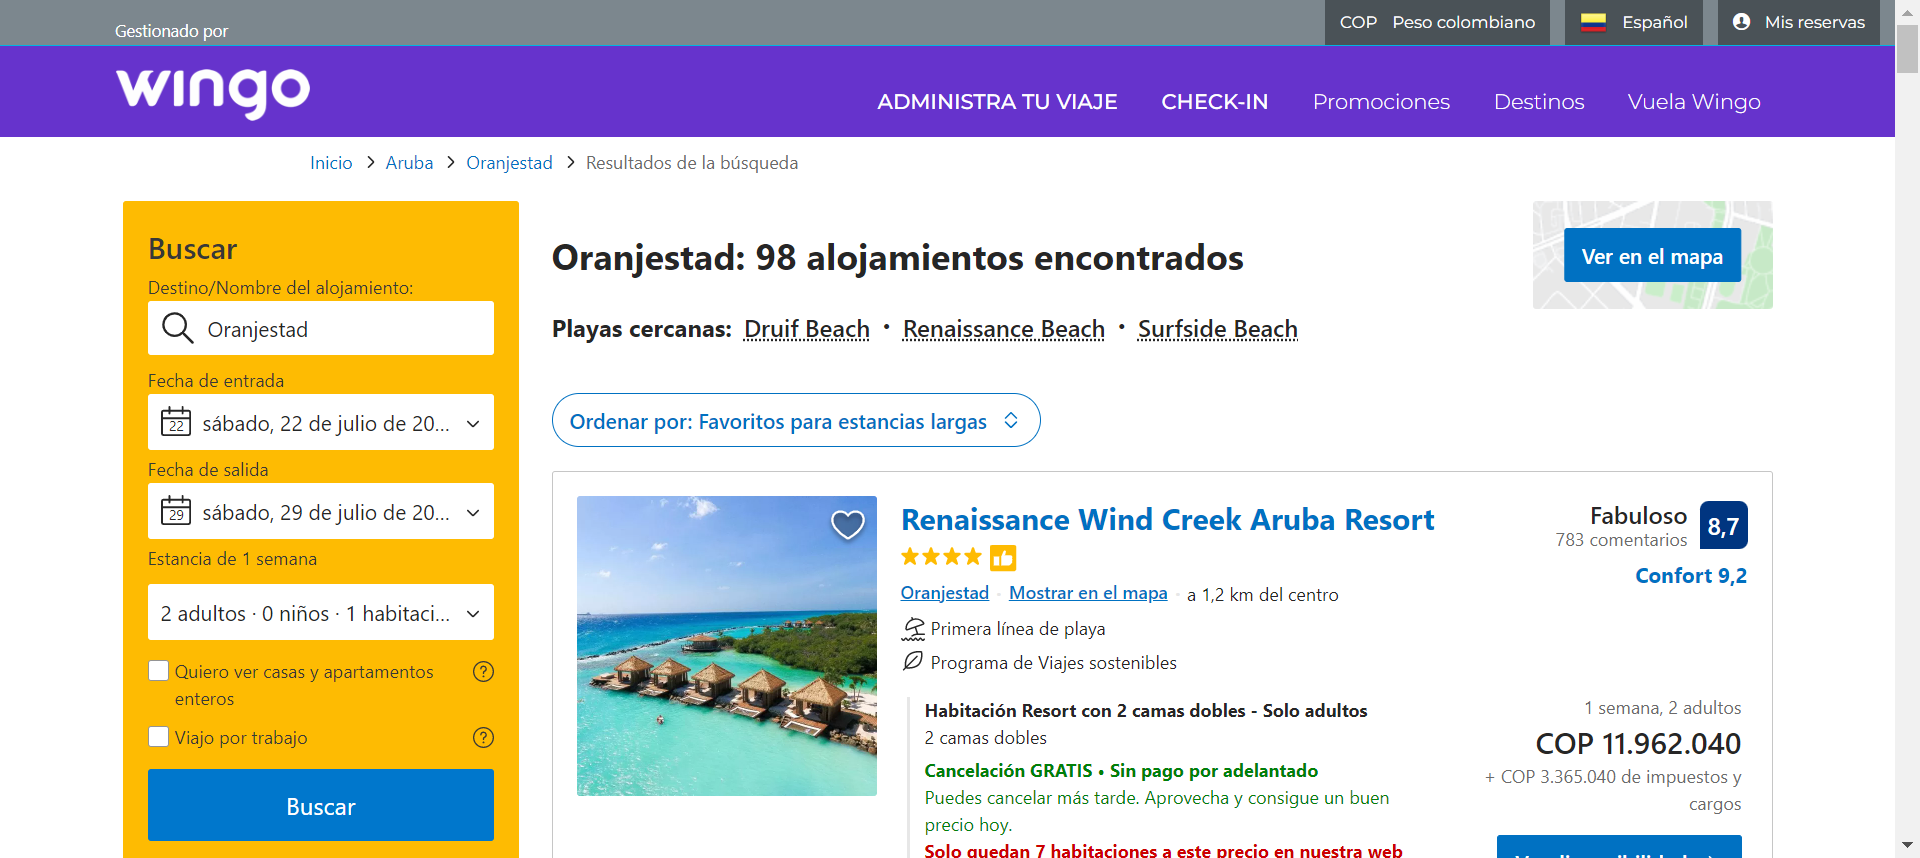 Gestionado por
COP Peso colombiano
Español
Mis reservas
wingo
ADMINISTRA TU VIAJE
CHECK-IN
Promociones
Destinos
Vuela Wingo
Inicio > Aruba > Oranjestad > Resultados de la búsqueda
Buscar
Destino/Nombre del alojamiento:
Oranjestad
Fecha de entrada
22 sábado, 22 de julio de 20...
Fecha de salida
29 sábado, 29 de julio de 20...
Estancia de 1 semana
2 adultos · 0 niños · 1 habitaci...
Quiero ver casas y apartamentos
enteros
Viajo por trabajo
Buscar
Oranjestad: 98 alojamientos encontrados
Ver en el mapa
Playas cercanas: Druif Beach • Renaissance Beach • Surfside Beach
Ordenar por: Favoritos para estancias largas
Renaissance Wind Creek Aruba Resort
Fabuloso
783 comentarios
8,7
Confort 9,2
Oranjestad - Mostrar en el mapa - a 1,2 km del centro
Primera línea de playa
Programa de Viajes sostenibles
Habitación Resort con 2 camas dobles - Solo adultos
2 camas dobles
Cancelación GRATIS • Sin pago por adelantado
Puedes cancelar más tarde. Aprovecha y consigue un buen
precio hoy.
Solo quedan 7 habitaciones a este precio en nuestra web
1 semana, 2 adultos
COP 11.962.040
+ COP 3.365.040 de impuestos y
cargos